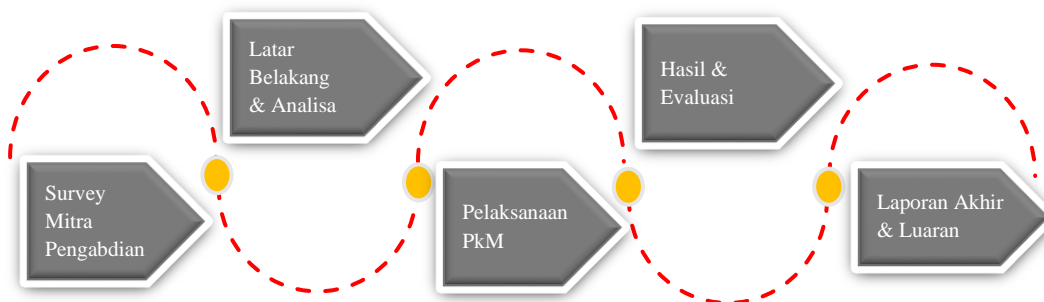 Survey
Mitra
Pengabdian
Latar
Belakang
& Analisa
Pelaksanaan
PkM
Hasil &
Evaluasi
Laporan Akhir
& Luaran